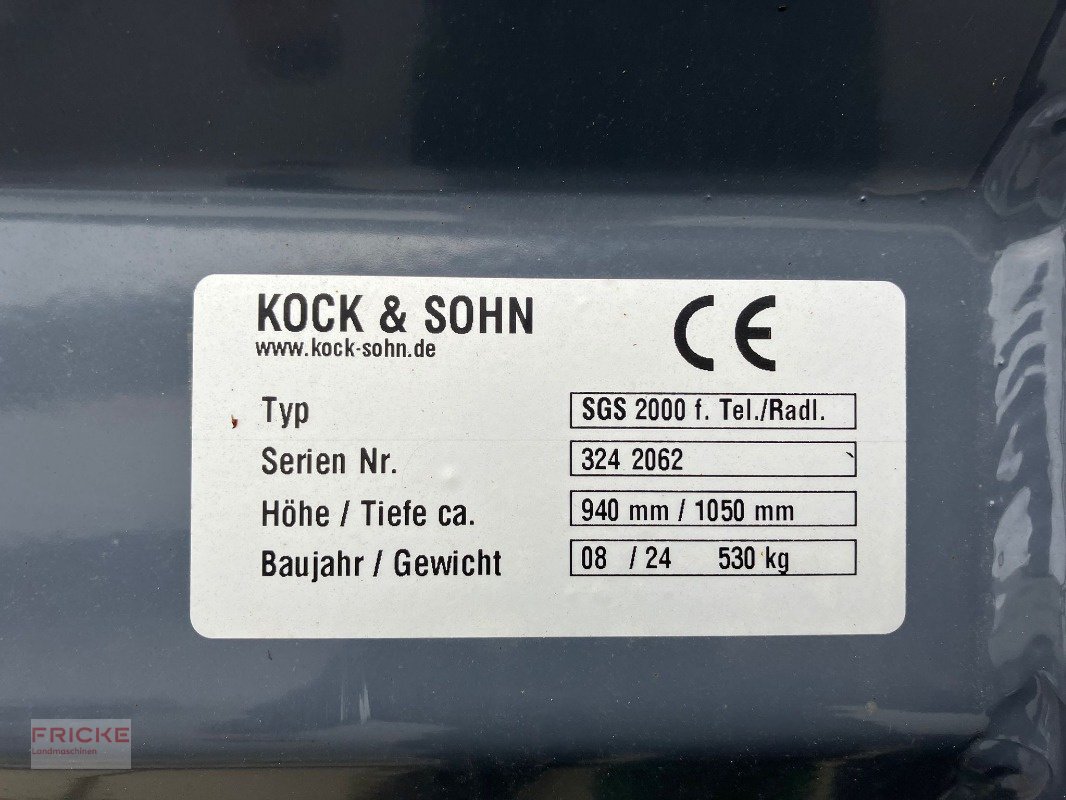 KOCK & SOHN
www.kock-sohn.de
CE
Typ SGS 2000 f. Tel./Radl.
Serien Nr. 324 2062
Höhe / Tiefe ca. 940 mm / 1050 mm
Baujahr / Gewicht 08 / 24 530 kg
FRICKE
Landmaschinen